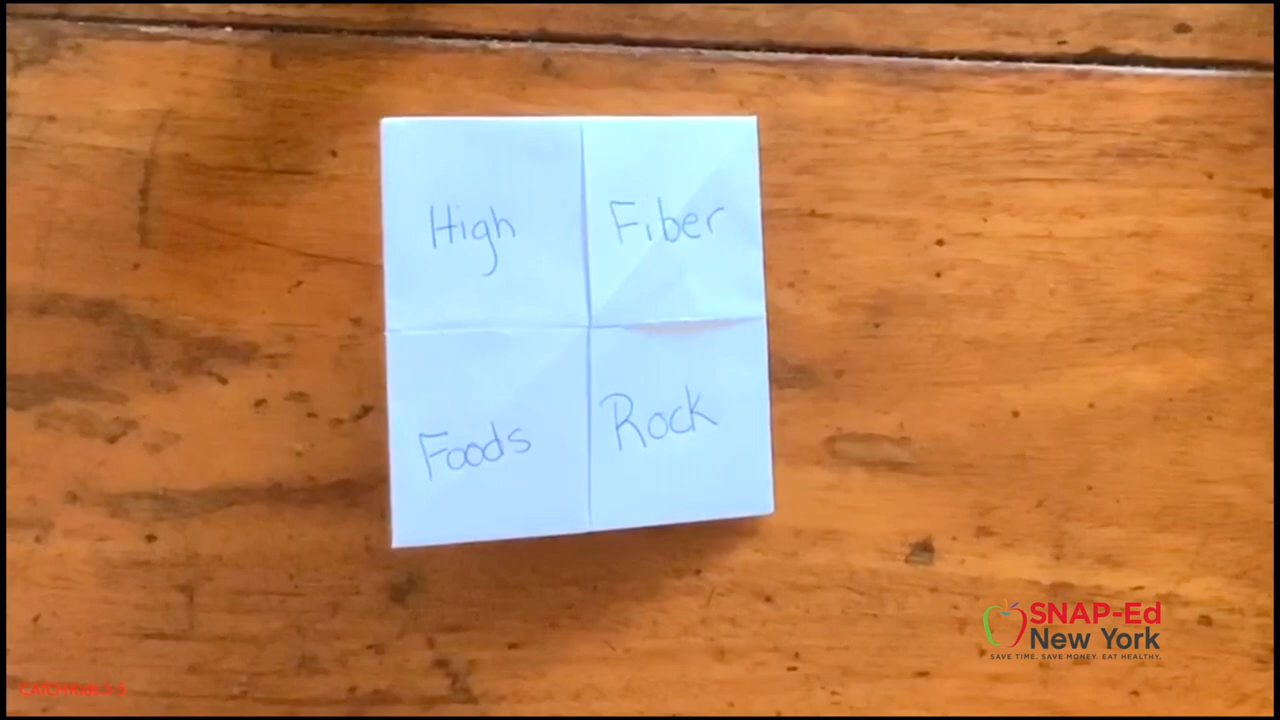 High Fiber
Foods Rock
SNAP-Ed
New York
SAVE TIME. SAVE MONEY. EAT HEALTHY.